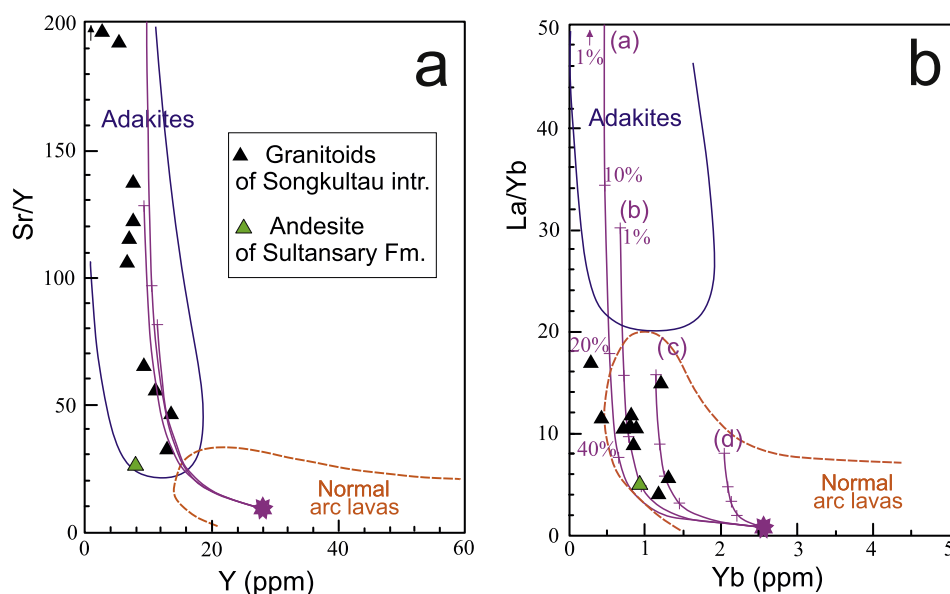 200
150
100
50
0
0
20
40
60
Sr/Y
Y (ppm)
a
Adakites
Granitoids
of Songkultau intr.
Andesite
of Sultansary Fm.
Normal
arc lavas
50
40
30
20
10
0
0
1
2
3
4
5
La/Yb
Yb (ppm)
b
(a)
1%
Adakites
10%
(b)
1%
20%
(c)
40%
(d)
Normal
arc lavas